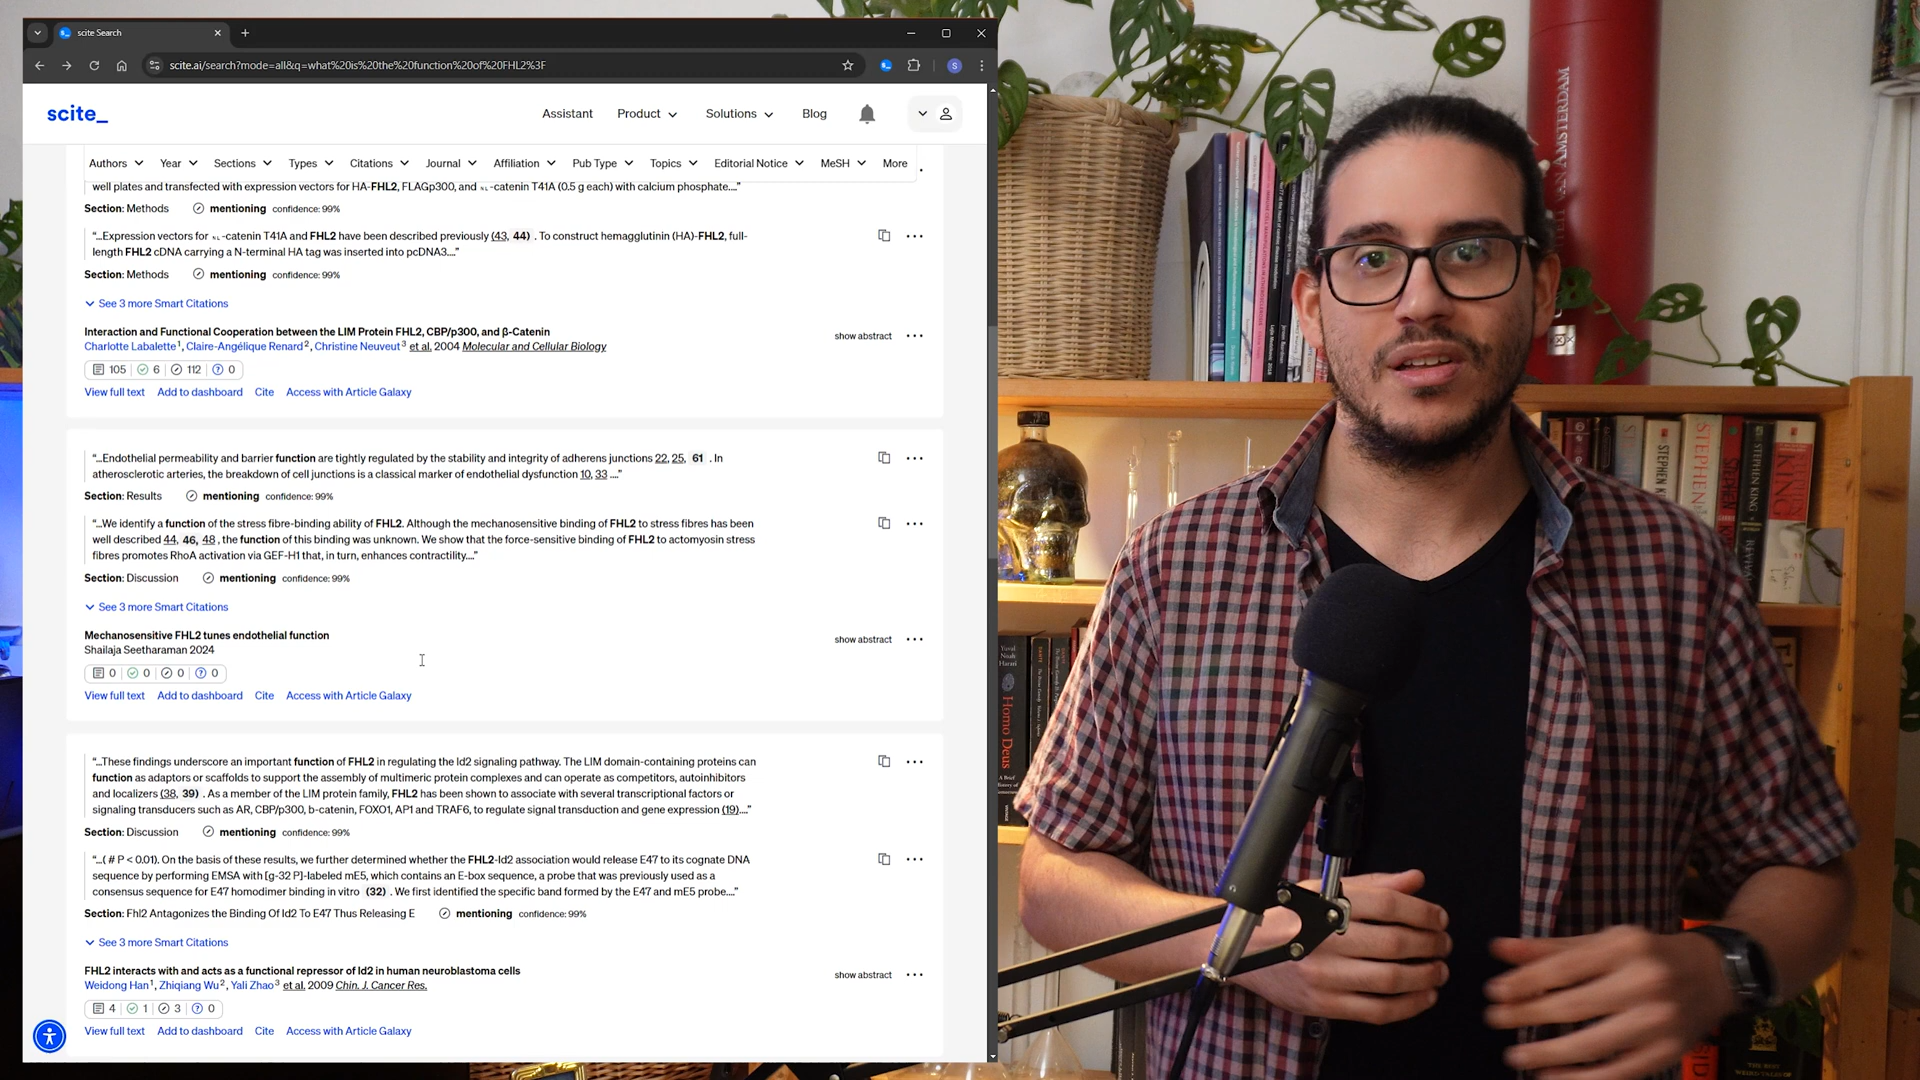 scite Search
scite.ai/search?mode=all&q=what%20is%20the%20function%20of%20FHL2%3F
S
scite_
Assistant
Product
Solutions
Blog
Authors
Year
Sections
Types
Citations
Journal
Affiliation
Pub Type
Topics
Editorial Notice
MeSH
More
well plates and transfected with expression vectors for HA-FHL2, FLAGp300, and -catenin T41A (0.5 g each) with calcium phosphate...."
Section: Methods mentioning confidence: 99%
"...Expression vectors for -catenin T41A and FHL2 have been described previously (43, 44) . To construct hemagglutinin (HA)-FHL2, full-
length FHL2 cDNA carrying a N-terminal HA tag was inserted into pcDNA3...."
Section: Methods mentioning confidence: 99%
See 3 more Smart Citations
Interaction and Functional Cooperation between the LIM Protein FHL2, CBP/p300, and β-Catenin
show abstract
Charlotte Labalette1, Claire-Angélique Renard2, Christine Neuveut3 et al. 2004 Molecular and Cellular Biology
105 6 112 0
View full text Add to dashboard Cite Access with Article Galaxy
"...Endothelial permeability and barrier function are tightly regulated by the stability and integrity of adherens junctions 22, 25, 61 . In
atherosclerotic arteries, the breakdown of cell junctions is a classical marker of endothelial dysfunction 10, 33 ...."
Section: Results mentioning confidence: 99%
"...We identify a function of the stress fibre-binding ability of FHL2. Although the mechanosensitive binding of FHL2 to stress fibres has been
well described 44, 46, 48 , the function of this binding was unknown. We show that the force-sensitive binding of FHL2 to actomyosin stress
fibres promotes RhoA activation via GEF-H1 that, in turn, enhances contractility...."
Section: Discussion mentioning confidence: 99%
See 3 more Smart Citations
Mechanosensitive FHL2 tunes endothelial function
show abstract
Shailaja Seetharaman 2024
0 0 0 0
View full text Add to dashboard Cite Access with Article Galaxy
"...These findings underscore an important function of FHL2 in regulating the Id2 signaling pathway. The LIM domain-containing proteins can
function as adaptors or scaffolds to support the assembly of multimeric protein complexes and can operate as competitors, autoinhibitors
and localizers (38, 39) . As a member of the LIM protein family, FHL2 has been shown to associate with several transcriptional factors or
signaling transducers such as AR, CBP/p300, b-catenin, FOXO1, AP1 and TRAF6, to regulate signal transduction and gene expression (19)...."
Section: Discussion mentioning confidence: 99%
"...( # P < 0.01). On the basis of these results, we further determined whether the FHL2-Id2 association would release E47 to its cognate DNA
sequence by performing EMSA with [g-32 P]-labeled mE5, which contains an E-box sequence, a probe that was previously used as a
consensus sequence for E47 homodimer binding in vitro (32) . We first identified the specific band formed by the E47 and mE5 probe...."
Section: Fhl2 Antagonizes the Binding Of Id2 To E47 Thus Releasing E mentioning confidence: 99%
See 3 more Smart Citations
FHL2 interacts with and acts as a functional repressor of Id2 in human neuroblastoma cells
show abstract
Weidong Han1, Zhiqiang Wu2, Yali Zhao3 et al. 2009 Chin. J. Cancer Res.
4 1 3 0
View full text Add to dashboard Cite Access with Article Galaxy
AMSTERDAM
STEPHEN KING
STEPHEN KING
KING
Yuval
Noah
Harari
Homo Deus